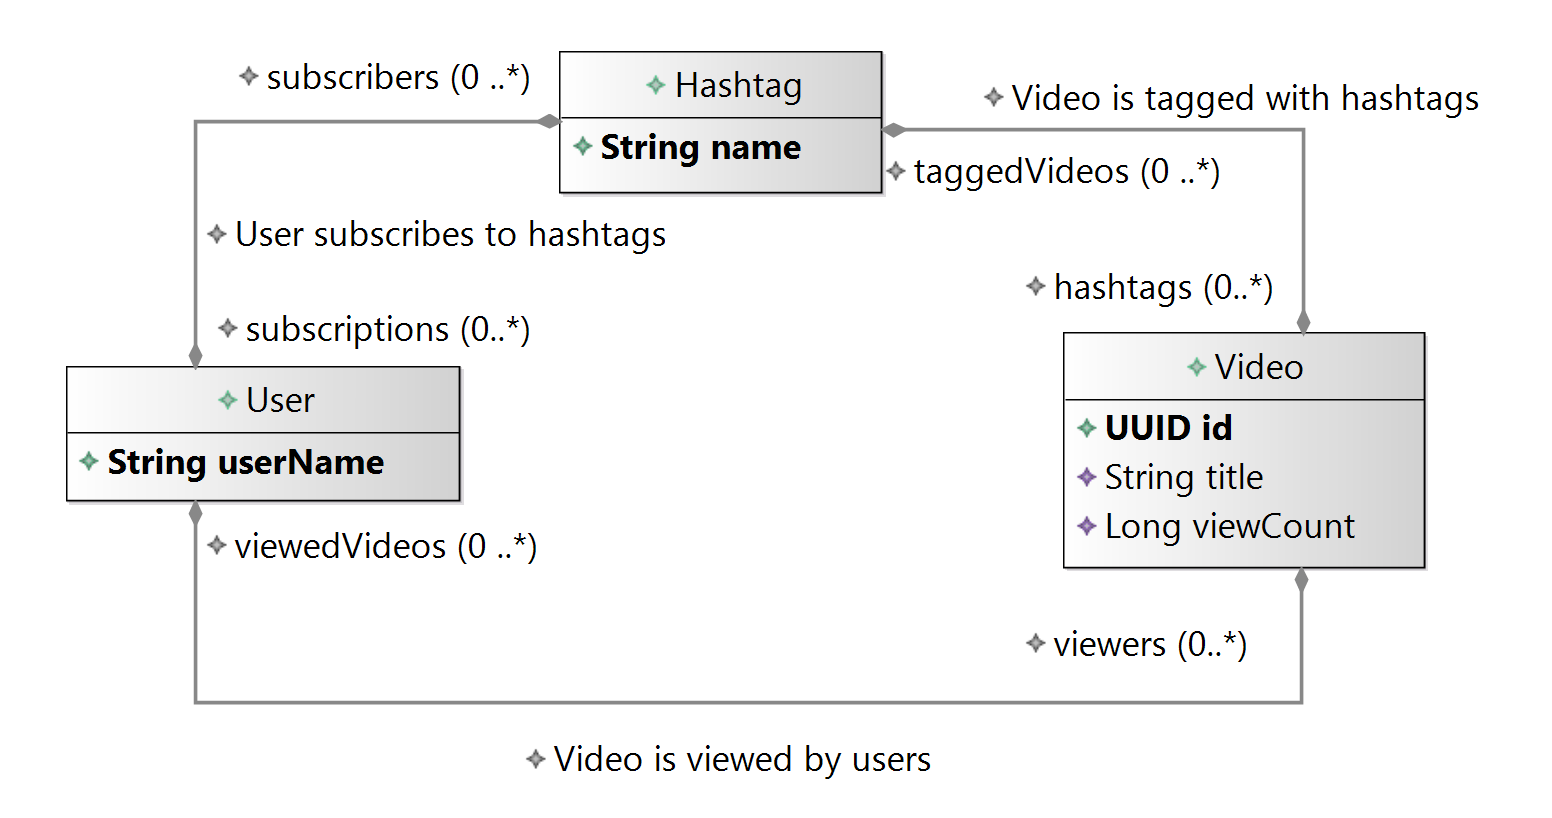 subscribers (0 ..*)
Hashtag
String name
Video is tagged with hashtags
taggedVideos (0 ..*)
User subscribes to hashtags
hashtags (0..*)
subscriptions (0..*)
User
String userName
Video
UUID id
String title
Long viewCount
viewedVideos (0 ..*)
viewers (0..*)
Video is viewed by users